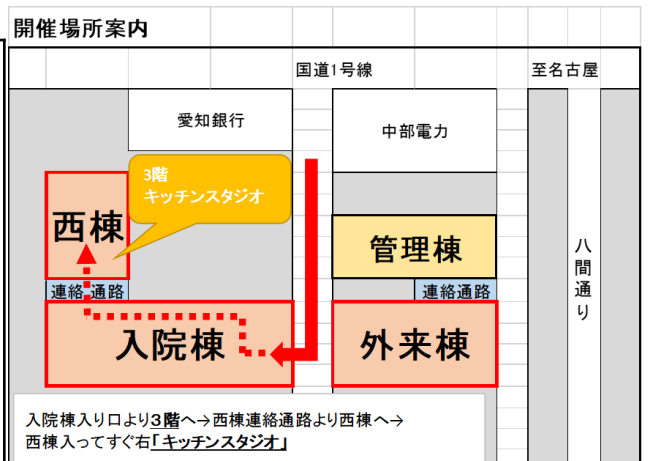 開催場所案内
国道1号線
至名古屋
愛知銀行
中部電力
3階
キッチンスタジオ
西棟
管理棟
八間通り
連絡通路
連絡通路
入院棟
外来棟
入院棟入り口より3階へ→西棟連絡通路より西棟へ→
西棟入ってすぐ右「キッチンスタジオ」